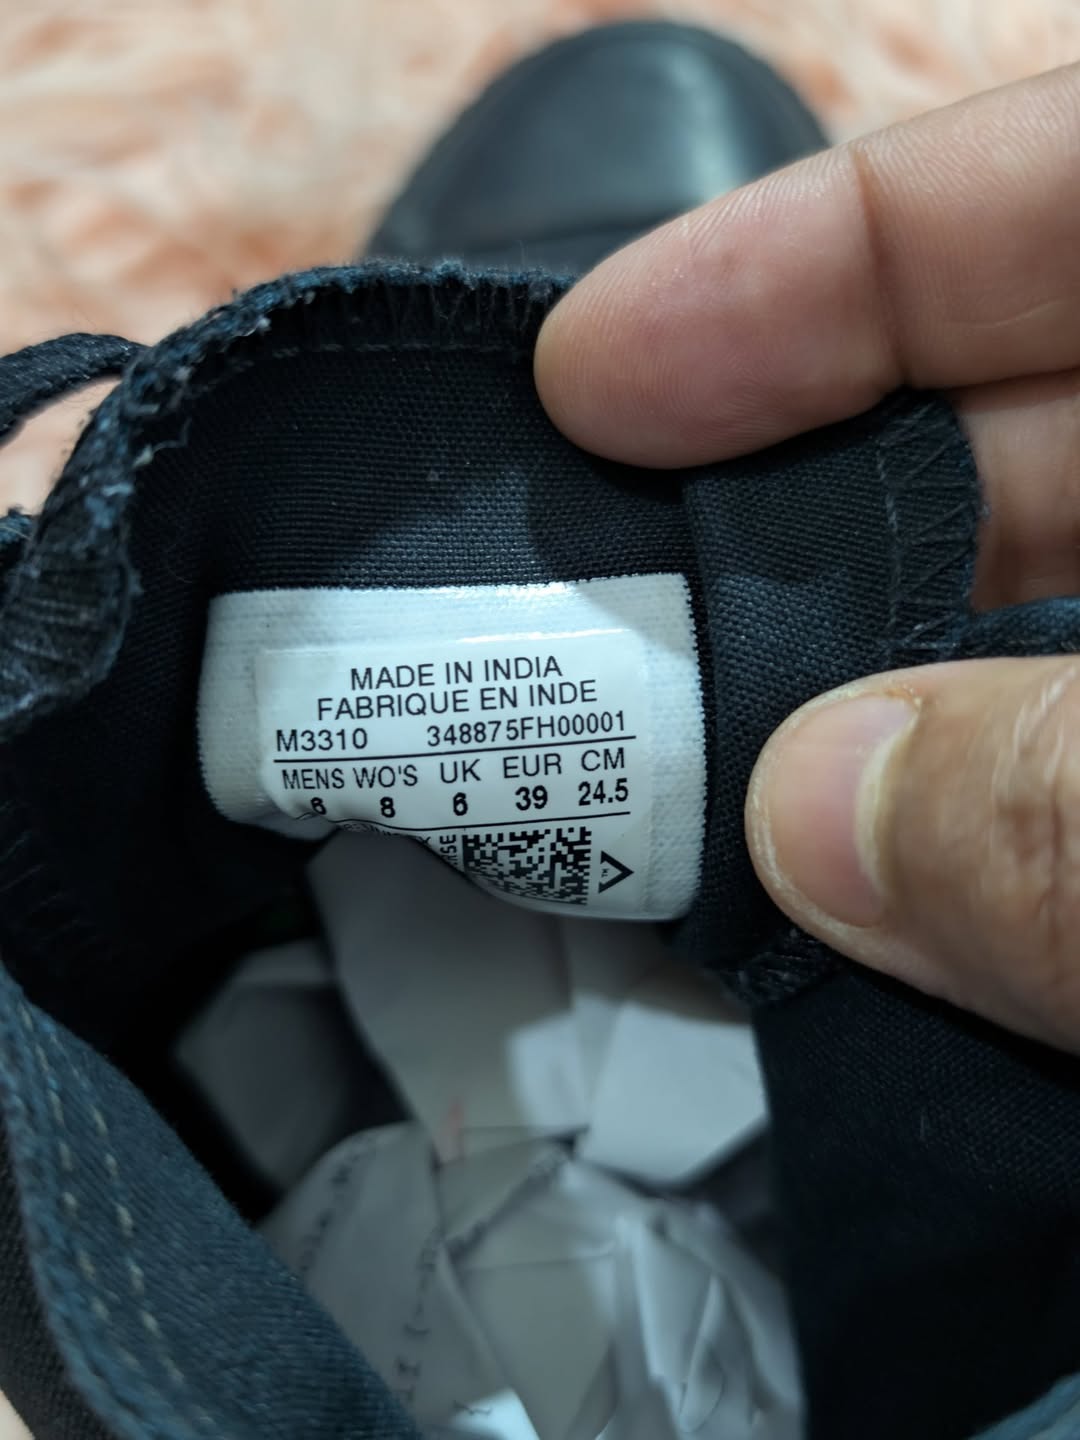 MADE IN INDIA
FABRIQUE EN INDE
M3310 348875FH00001
MENS WO'S UK EUR CM
6 8 6 39 24.5